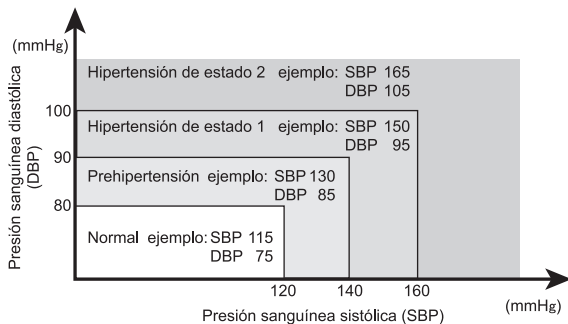 (mmHg)
Presión sanguínea diastólica
(DBP)
Hipertensión de estado 2 ejemplo: SBP 165
DBP 105
100
Hipertensión de estado 1 ejemplo: SBP 150
DBP 95
90
Prehipertensión ejemplo: SBP 130
DBP 85
80
Normal ejemplo: SBP 115
DBP 75
120 140 160
Presión sanguínea sistólica (SBP) (mmHg)